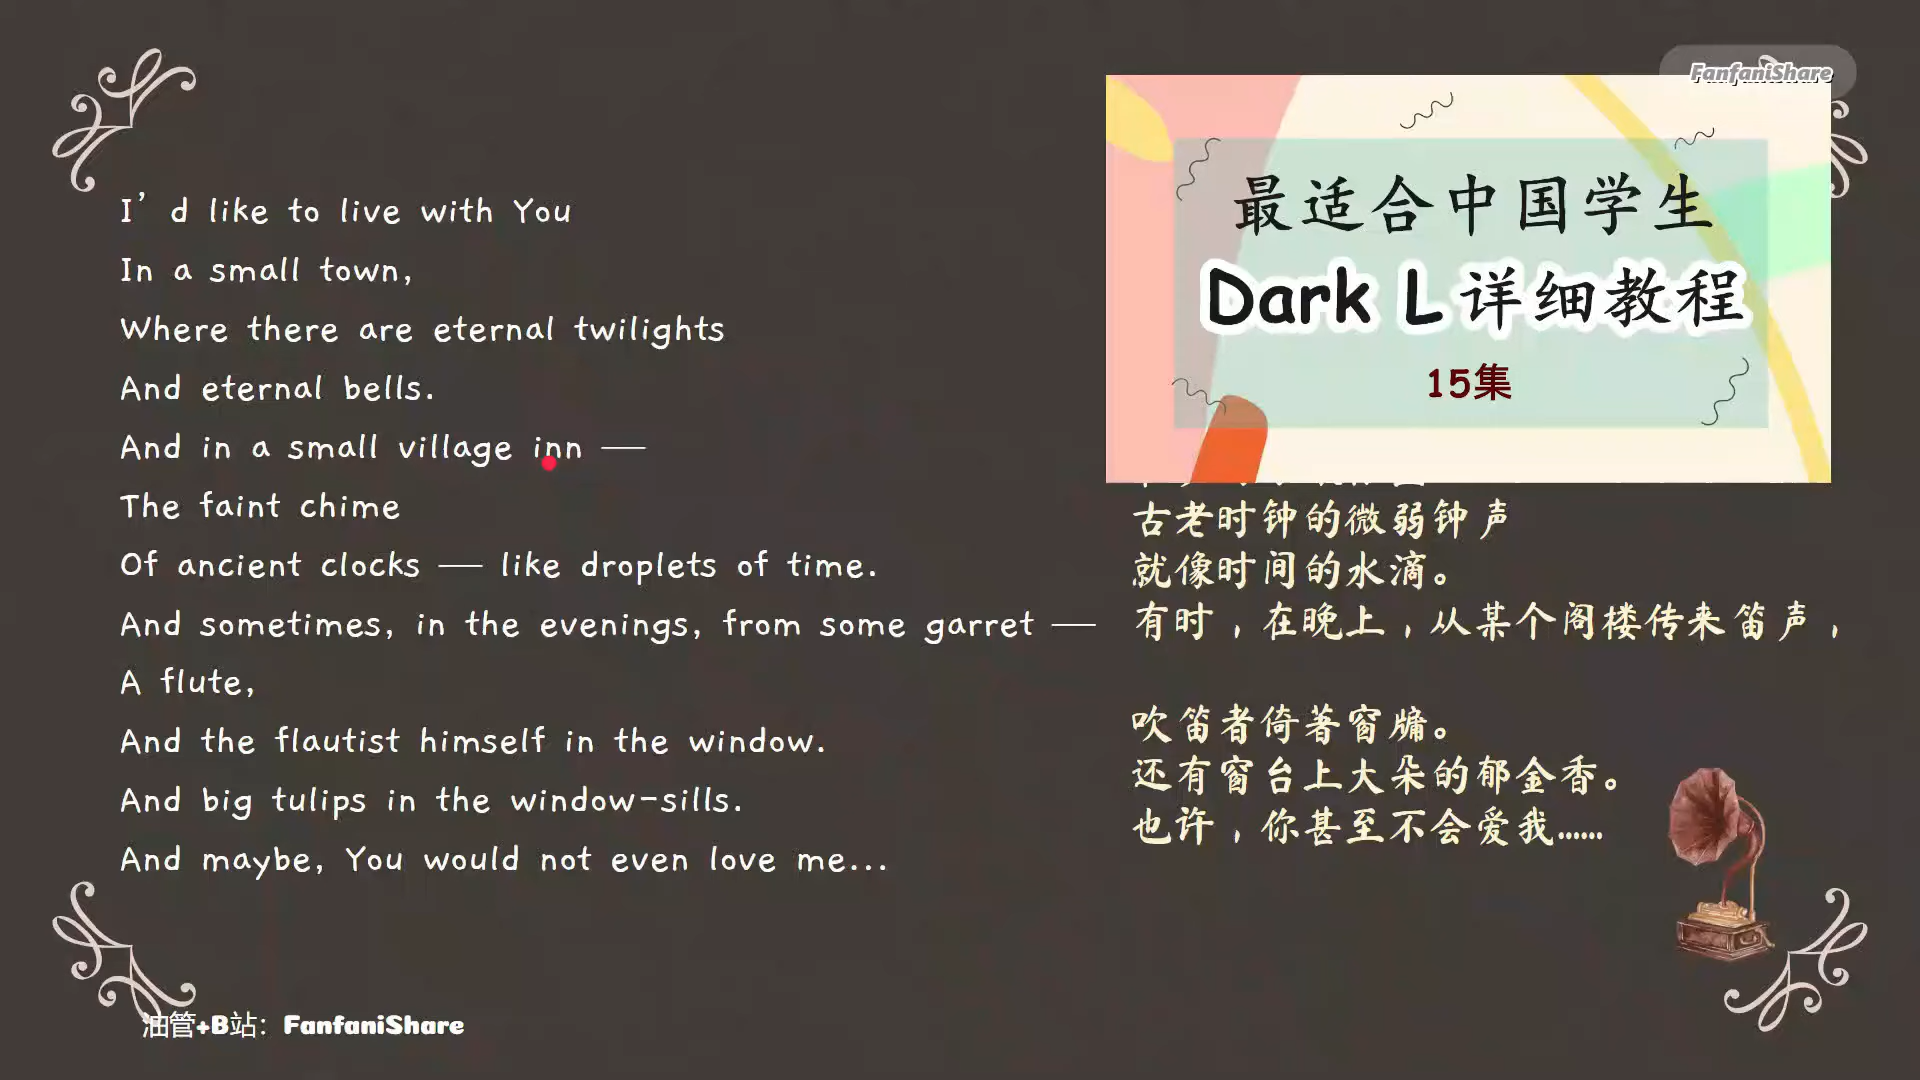 I’d like to live with You
In a small town,
Where there are eternal twilights
And eternal bells.
And in a small village inn —
The faint chime
Of ancient clocks — like droplets of time.
And sometimes, in the evenings, from some garret —
A flute,
And the flautist himself in the window.
And big tulips in the window-sills.
And maybe, You would not even love me...
FanfaniShare
最适合中国学生
Dark L 详细教程
15集
古老时钟的微弱钟声
就像时间的水滴。
有时，在晚上，从某个阁楼传来笛声，
吹笛者倚著窗牗。
还有窗台上大朵的郁金香。
也许，你甚至不会爱我……
油管+B站：FanfaniShare